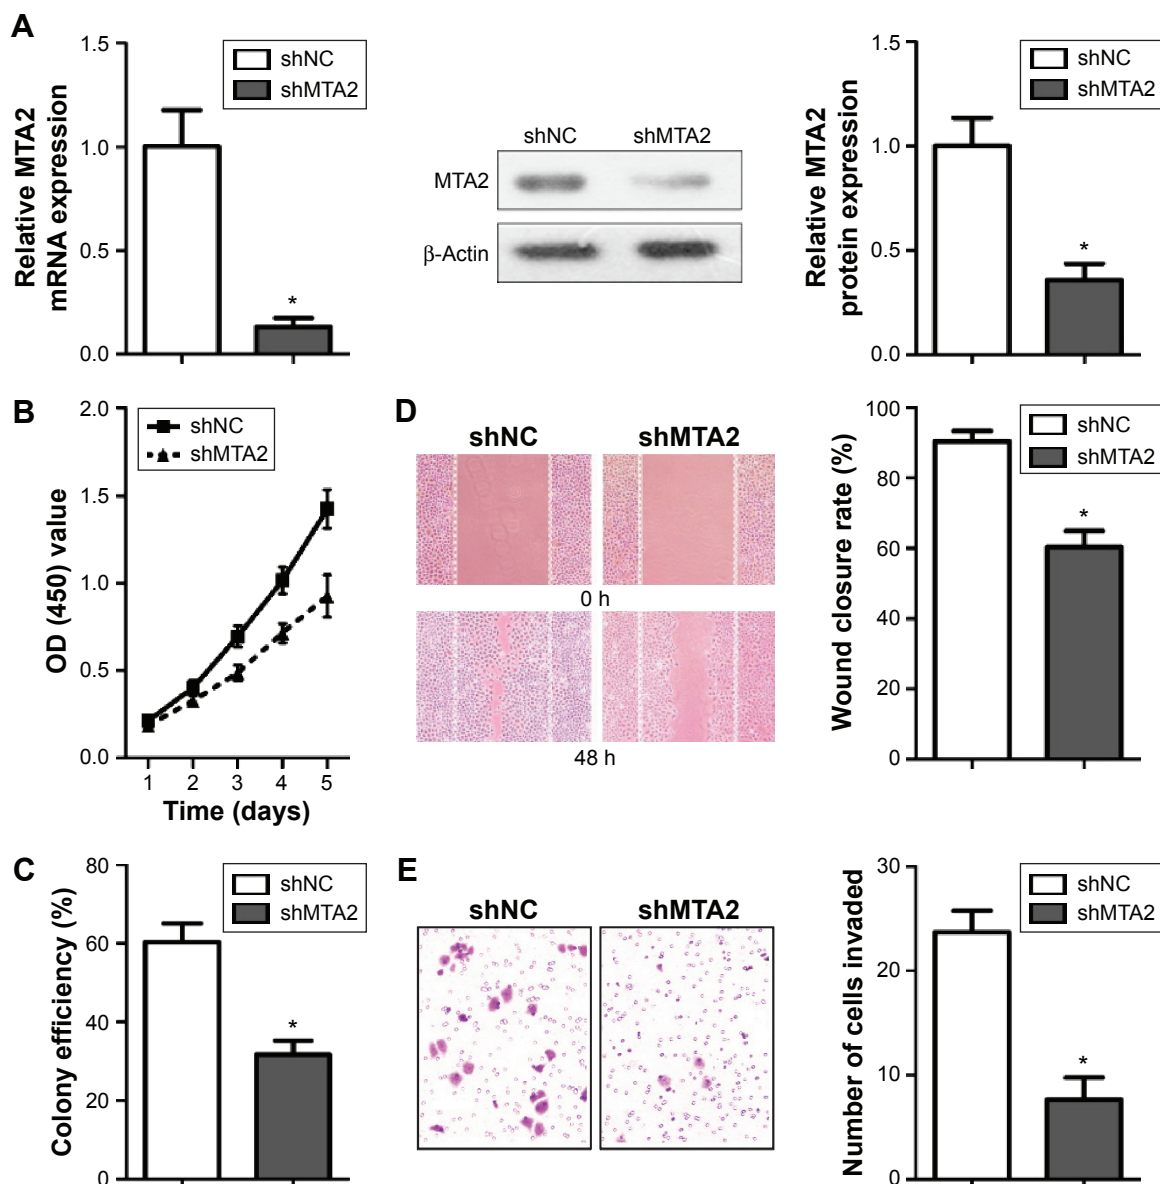 A
Relative MTA2
mRNA expression
1.5
1.0
0.5
0.0
shNC
shMTA2
*
shNC shMTA2
MTA2
β-Actin
Relative MTA2
protein expression
1.5
1.0
0.5
0.0
shNC
shMTA2
*
B
OD (450) value
2.0
1.5
1.0
0.5
0.0
shNC
shMTA2
1 2 3 4 5
Time (days)
D
shNC shMTA2
0 h
48 h
Wound closure rate (%)
100
80
60
40
20
0
shNC
shMTA2
*
C
Colony efficiency (%)
80
60
40
20
0
shNC
shMTA2
*
E
shNC shMTA2
Number of cells invaded
30
20
10
0
shNC
shMTA2
*